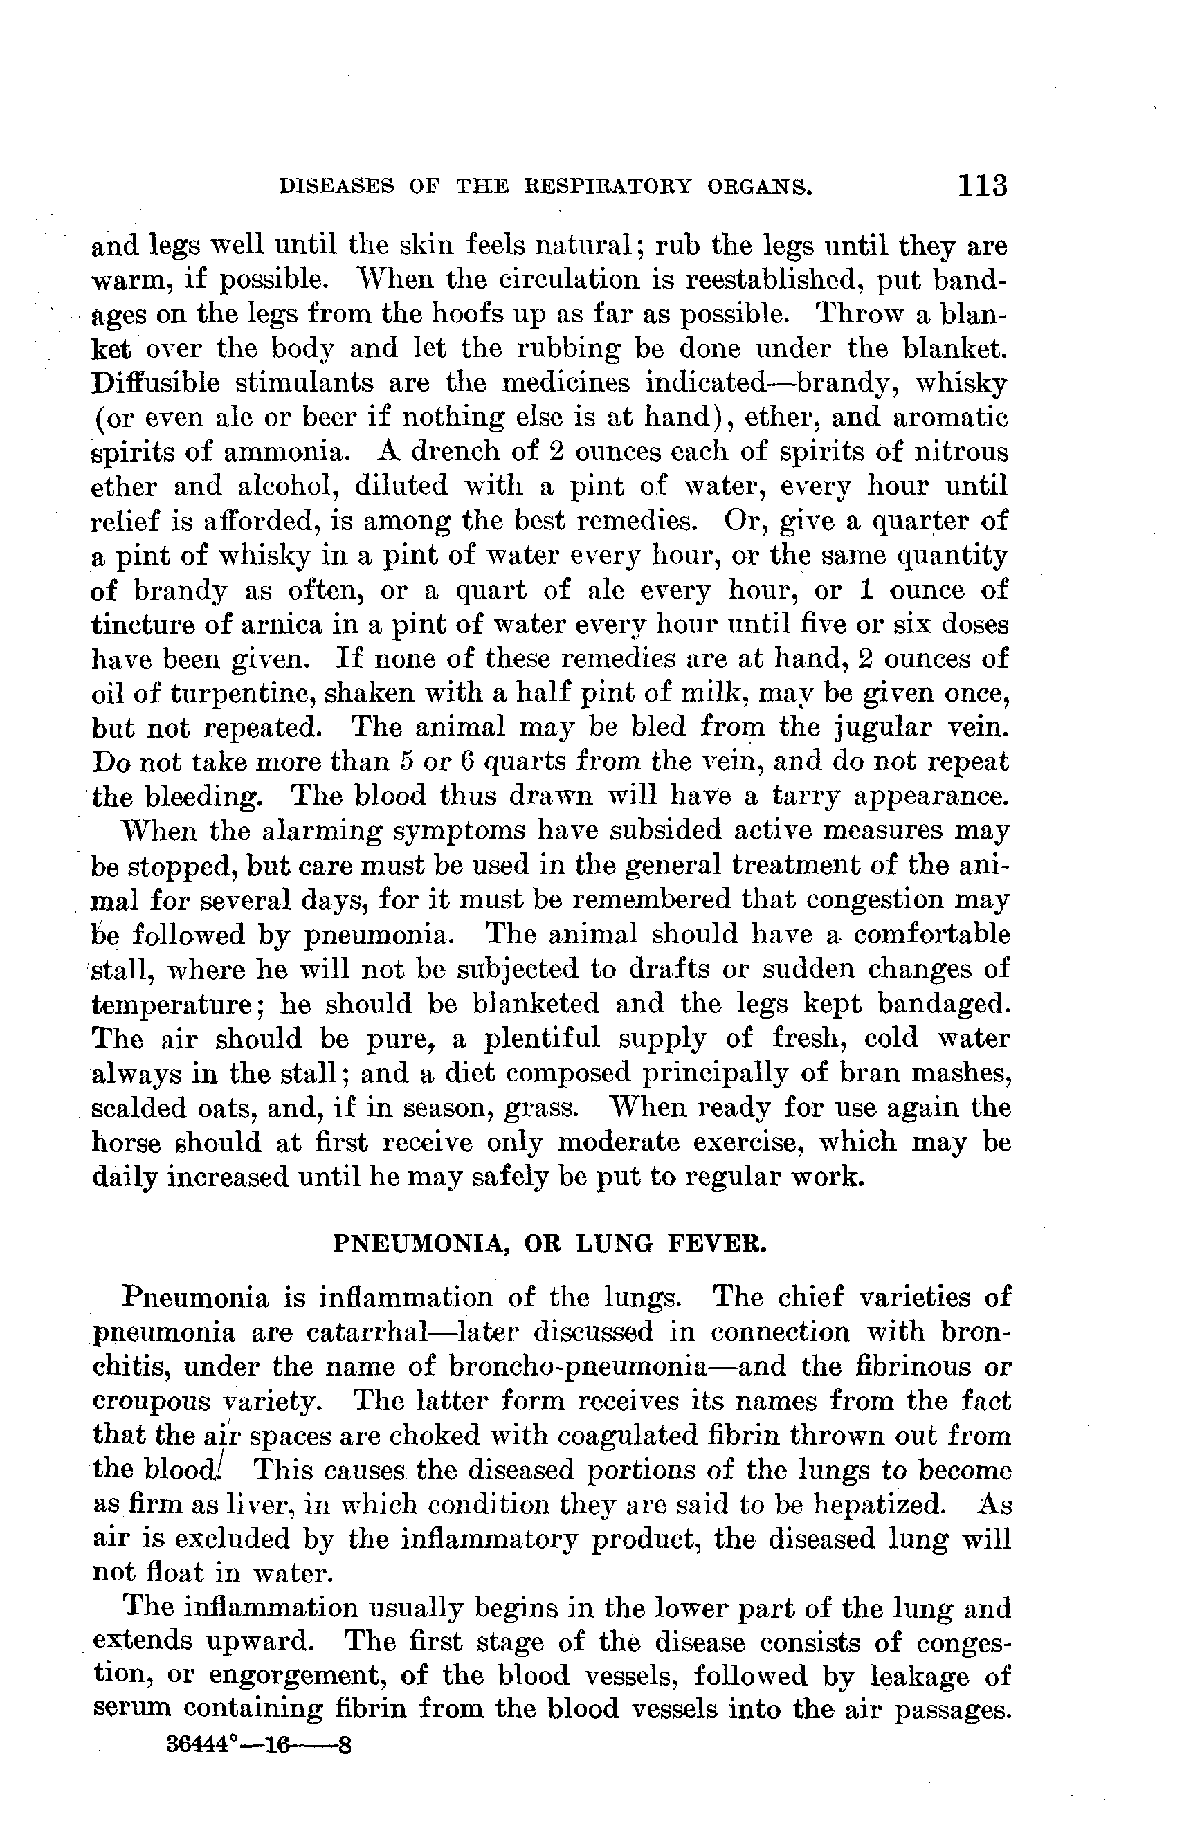 DISEASES OF THE RESPIRATORY ORGANS. 113
and legs well until the skin feels natural; rub the legs until they are
warm, if possible. When the circulation is reestablished, put band-
ages on the legs from the hoofs up as far as possible. Throw a blan-
ket over the body and let the rubbing be done under the blanket.
Diffusible stimulants are the medicines indicated—brandy, whisky
(or even ale or beer if nothing else is at hand), ether, and aromatic
spirits of ammonia. A drench of 2 ounces each of spirits of nitrous
ether and alcohol, diluted with a pint of water, every hour until
relief is afforded, is among the best remedies. Or, give a quarter of
a pint of whisky in a pint of water every hour, or the same quantity
of brandy as often, or a quart of ale every hour, or 1 ounce of
tincture of arnica in a pint of water every hour until five or six doses
have been given. If none of these remedies are at hand, 2 ounces of
oil of turpentine, shaken with a half pint of milk, may be given once,
but not repeated. The animal may be bled from the jugular vein.
Do not take more than 5 or 6 quarts from the vein, and do not repeat
the bleeding. The blood thus drawn will have a tarry appearance.
When the alarming symptoms have subsided active measures may
be stopped, but care must be used in the general treatment of the ani-
mal for several days, for it must be remembered that congestion may
be followed by pneumonia. The animal should have a comfortable
stall, where he will not be subjected to drafts or sudden changes of
temperature; he should be blanketed and the legs kept bandaged.
The air should be pure, a plentiful supply of fresh, cold water
always in the stall; and a diet composed principally of bran mashes,
scalded oats, and, if in season, grass. When ready for use again the
horse should at first receive only moderate exercise, which may be
daily increased until he may safely be put to regular work.
PNEUMONIA, OR LUNG FEVER.
Pneumonia is inflammation of the lungs. The chief varieties of
pneumonia are catarrhal—later discussed in connection with bron-
chitis, under the name of broncho-pneumonia—and the fibrinous or
croupous variety. The latter form receives its names from the fact
that the air spaces are choked with coagulated fibrin thrown out from
the blood. This causes the diseased portions of the lungs to become
as firm as liver, in which condition they are said to be hepatized. As
air is excluded by the inflammatory product, the diseased lung will
not float in water.
The inflammation usually begins in the lower part of the lung and
extends upward. The first stage of the disease consists of conges-
tion, or engorgement, of the blood vessels, followed by leakage of
serum containing fibrin from the blood vessels into the air passages.
36444°—16——8